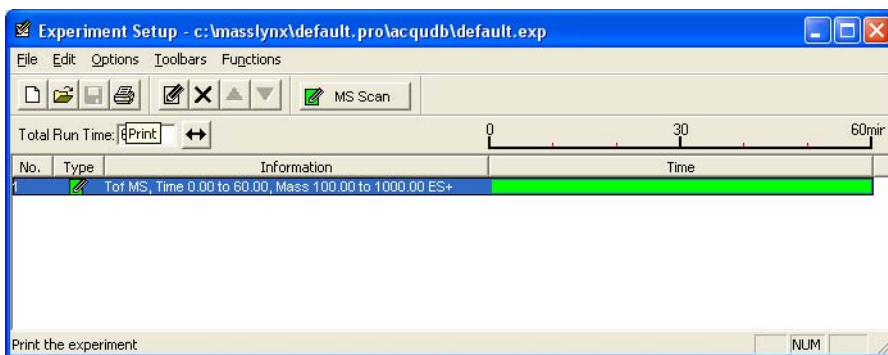 Experiment Setup - c:\masslynx\default.pro\acqudb\default.exp
File Edit Options Toolbars Functions
MS Scan
Total Run Time: Print 0 30 60min
No. Type Information Time
1 Tof MS, Time 0.00 to 60.00, Mass 100.00 to 1000.00 ES+
Print the experiment NUM